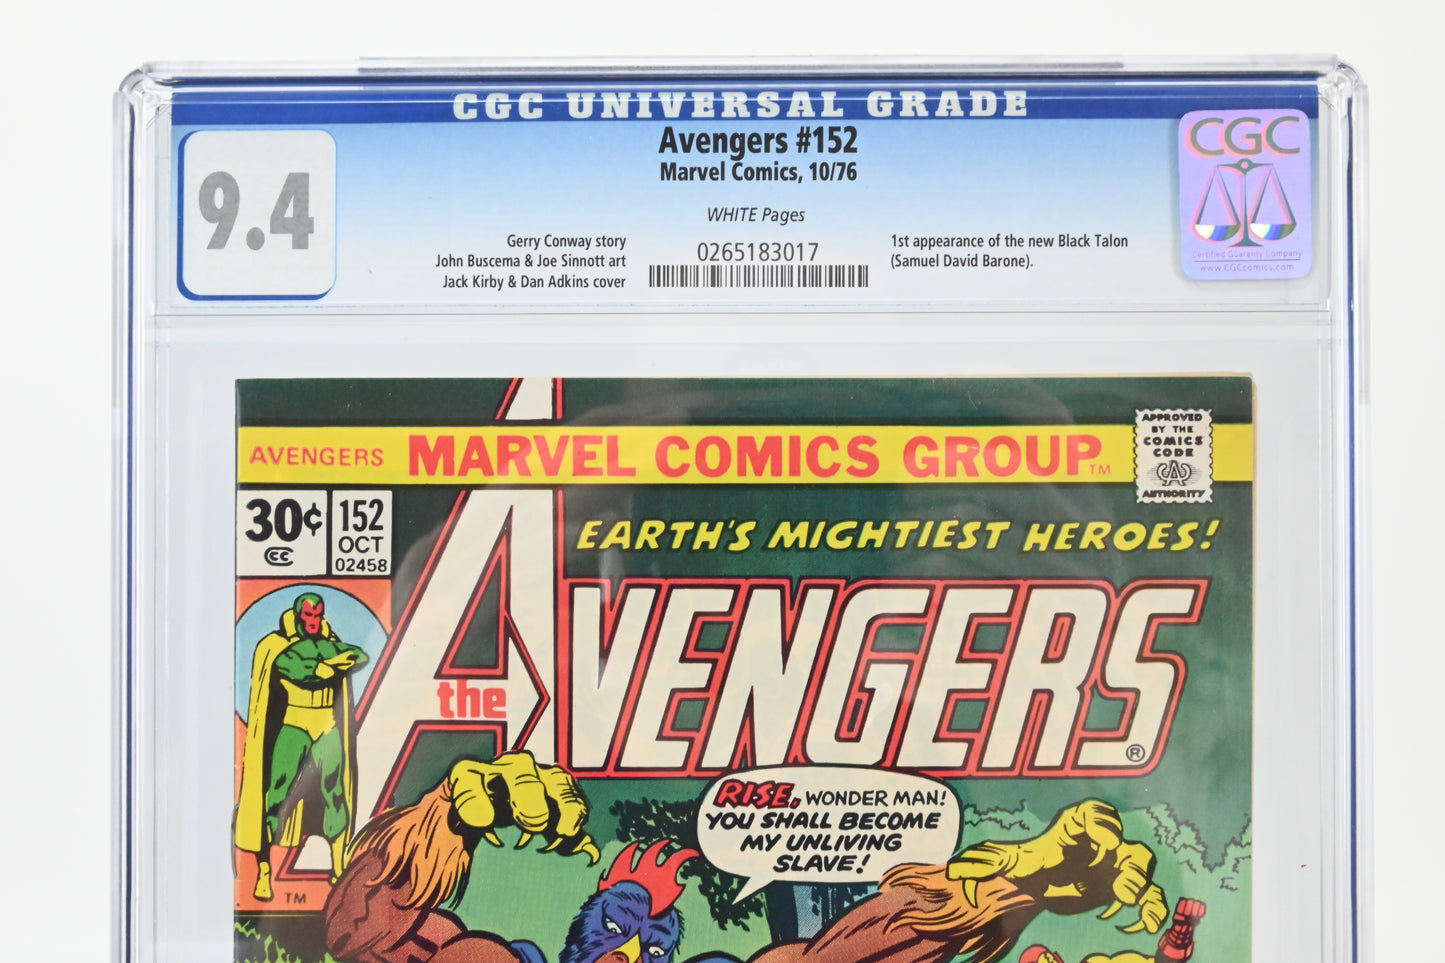 CGC UNIVERSAL GRADE
9.4
Avengers #152
Marvel Comics, 10/76
WHITE Pages
Gerry Conway story
John Buscema & Joe Sinnott art
Jack Kirby & Dan Adkins cover
0265183017
1st appearance of the new Black Talon
(Samuel David Barone).
CGC
Certified Guaranty Company
www.CGCcomics.com
AVENGERS
MARVEL COMICS GROUP TM
APPROVED
BY THE
COMICS
CODE
CA
AUTHORITY
30¢
CC
152
OCT
02458
EARTH'S MIGHTIEST HEROES!
the AVENGERS ®
RISE, WONDER MAN!
YOU SHALL BECOME
MY UNLIVING
SLAVE!
TM